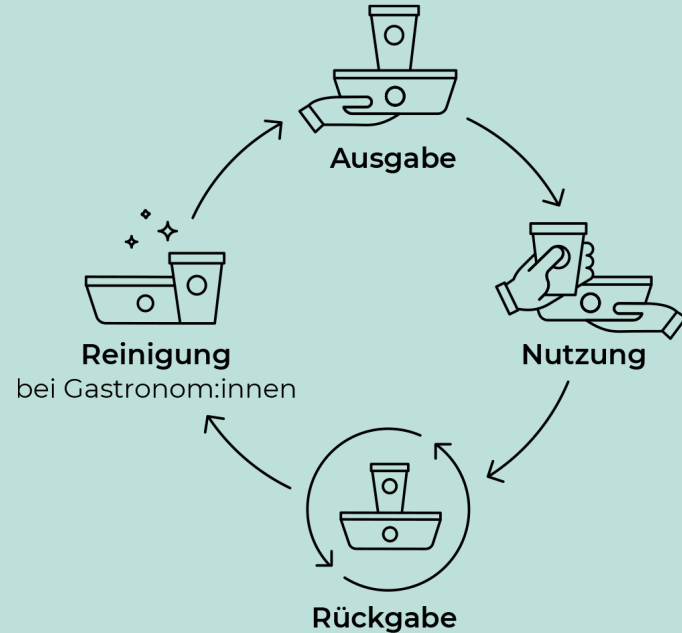 Ausgabe
Nutzung
Rückgabe
Reinigung
bei Gastronom:innen